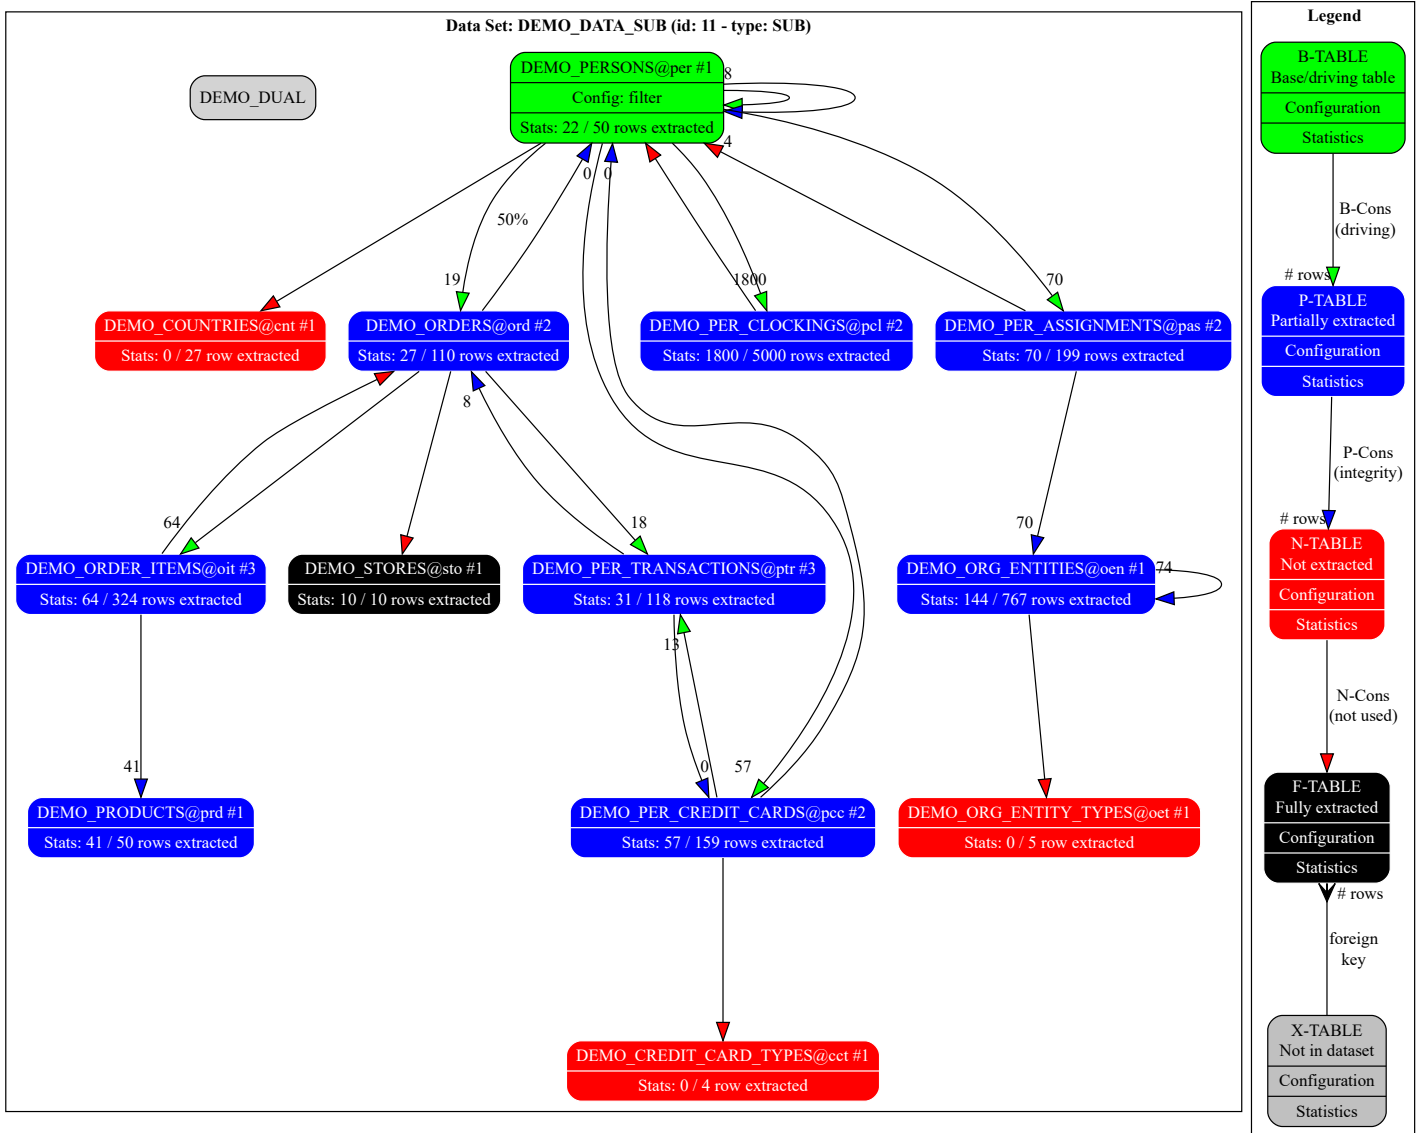 Data Set: DEMO_DATA_SUB (id: 11 - type: SUB)
DEMO_DUAL
DEMO_PERSONS@per #1
Config: filter
Stats: 22 / 50 rows extracted
8
4
0
0
50%
19
1800
70
DEMO_COUNTRIES@cnt #1
Stats: 0 / 27 row extracted
DEMO_ORDERS@ord #2
Stats: 27 / 110 rows extracted
DEMO_PER_CLOCKINGS@pcl #2
Stats: 1800 / 5000 rows extracted
DEMO_PER_ASSIGNMENTS@pas #2
Stats: 70 / 199 rows extracted
8
64
18
70
DEMO_ORDER_ITEMS@oit #3
Stats: 64 / 324 rows extracted
DEMO_STORES@sto #1
Stats: 10 / 10 rows extracted
DEMO_PER_TRANSACTIONS@ptr #3
Stats: 31 / 118 rows extracted
DEMO_ORG_ENTITIES@oen #1
Stats: 144 / 767 rows extracted
74
13
41
0
57
DEMO_PRODUCTS@prd #1
Stats: 41 / 50 rows extracted
DEMO_PER_CREDIT_CARDS@pcc #2
Stats: 57 / 159 rows extracted
DEMO_ORG_ENTITY_TYPES@oet #1
Stats: 0 / 5 row extracted
DEMO_CREDIT_CARD_TYPES@cct #1
Stats: 0 / 4 row extracted
Legend
B-TABLE
Base/driving table
Configuration
Statistics
B-Cons
(driving)
# rows
P-TABLE
Partially extracted
Configuration
Statistics
P-Cons
(integrity)
# rows
N-TABLE
Not extracted
Configuration
Statistics
N-Cons
(not used)
F-TABLE
Fully extracted
Configuration
Statistics
# rows
foreign
key
X-TABLE
Not in dataset
Configuration
Statistics